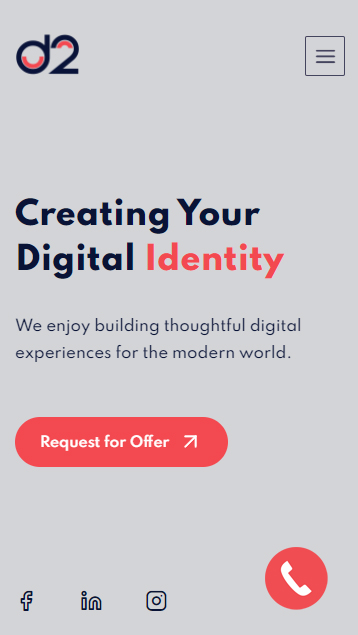 d2
Creating Your
Digital Identity
We enjoy building thoughtful digital
experiences for the modern world.
Request for Offer